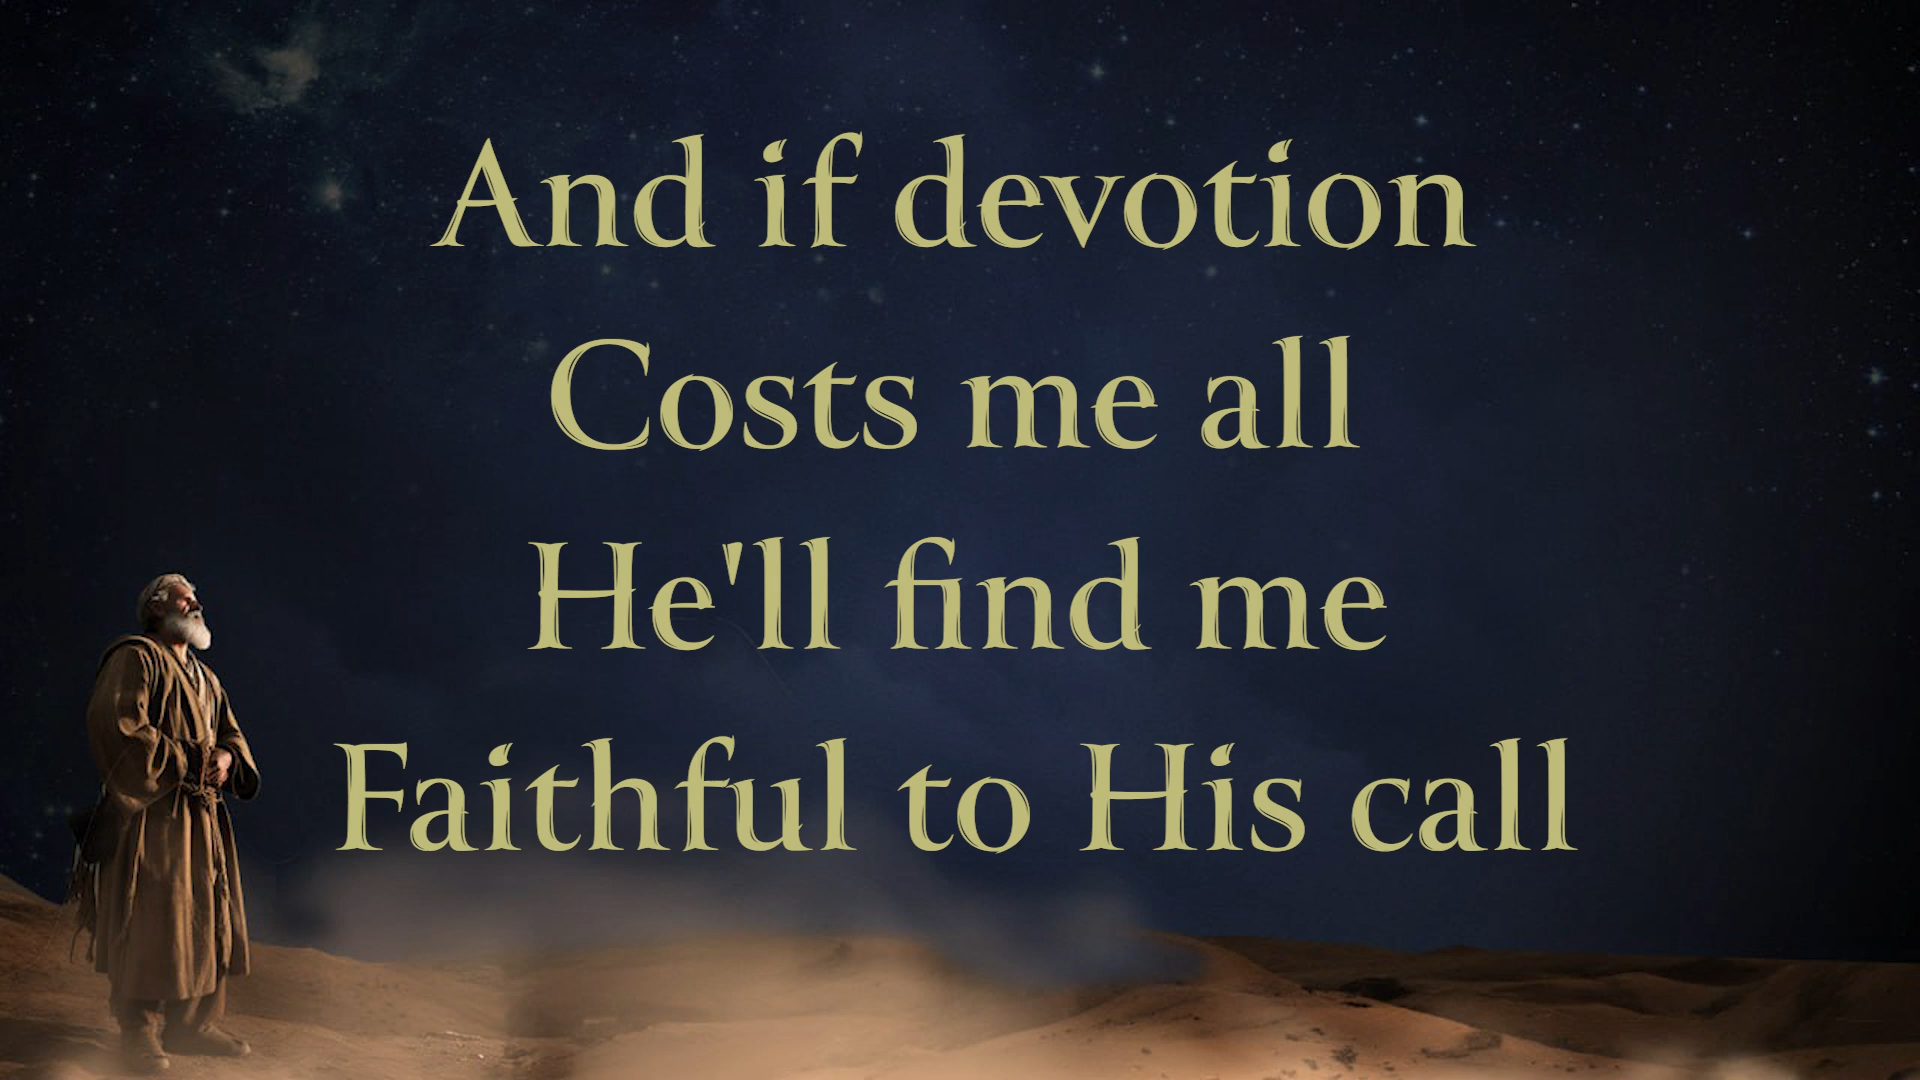 And if devotion
Costs me all
He'll find me
Faithful to His call